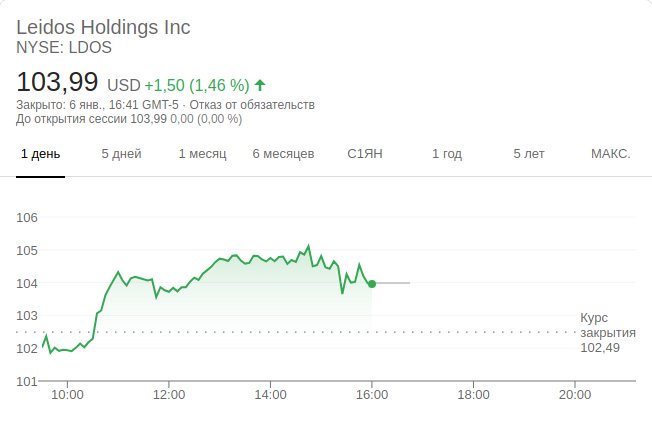 Leidos Holdings Inc
NYSE: LDOS
103,99 USD +1,50 (1,46 %)
Закрыто: 6 янв., 16:41 GMT-5 · Отказ от обязательств
До открытия сессии 103,99 0,00 (0,00 %)
1 день 5 дней 1 месяц 6 месяцев С1ЯН 1 год 5 лет МАКС.
106
105
104
103
102
101
Курс
закрытия
102,49
10:00 12:00 14:00 16:00 18:00 20:00